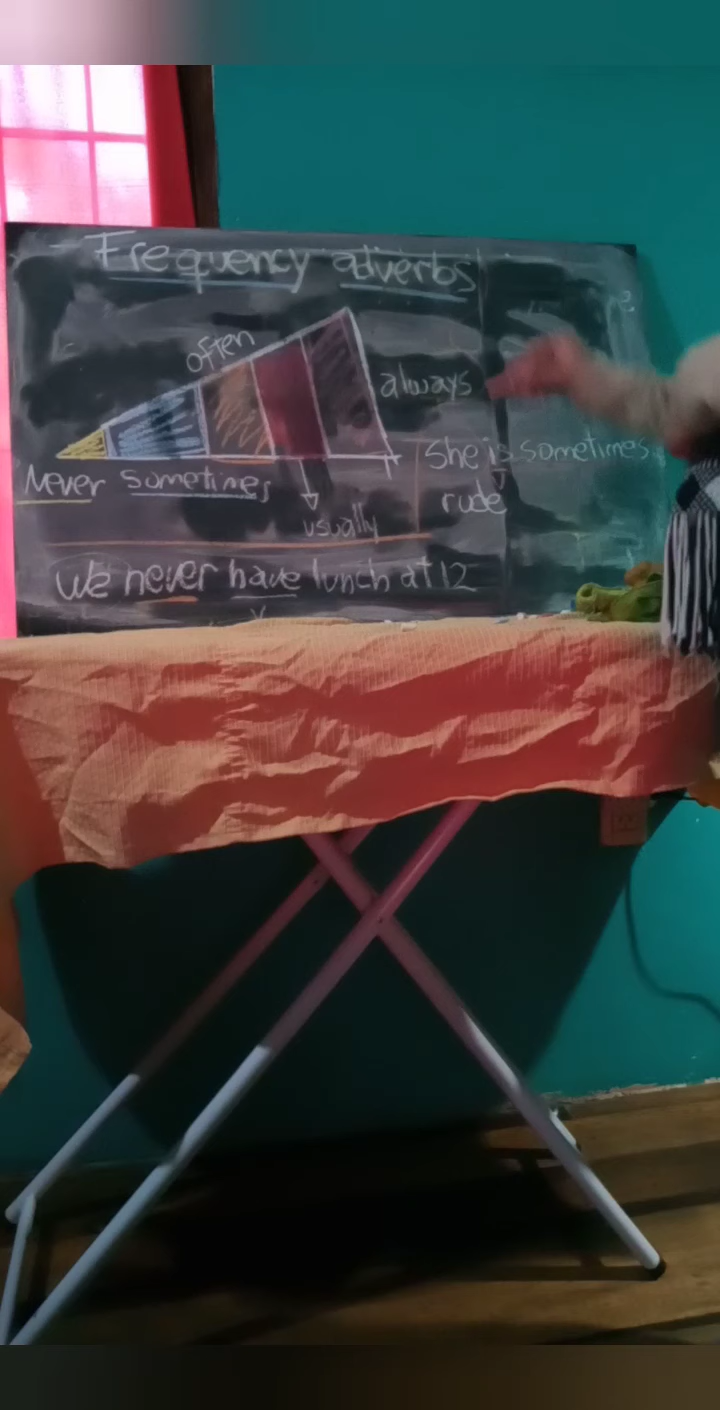 Frequency adverbs
often
always
Never sometimes
usually
She is sometimes
rude
We never have lunch at 12
v